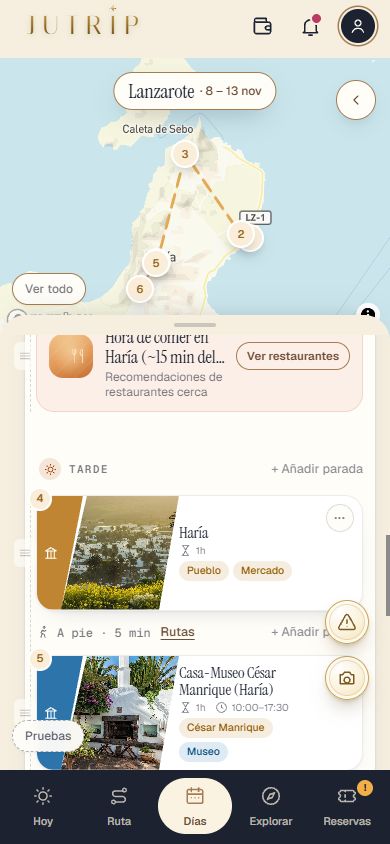 JUTRIP
Lanzarote · 8 – 13 nov
Caleta de Sebo
3
LZ-1
2
5
6
Ver todo
Hora de comer en
Haría (~15 min del...
Ver restaurantes
Recomendaciones de
restaurantes cerca
TARDE
+ Añadir parada
4
Haría
1h
Pueblo
Mercado
A pie · 5 min Rutas
+ Añadir
5
Casa-Museo César
Manrique (Haría)
1h 10:00–17:30
César Manrique
Museo
Pruebas
Hoy
Ruta
Días
Explorar
Reservas
!